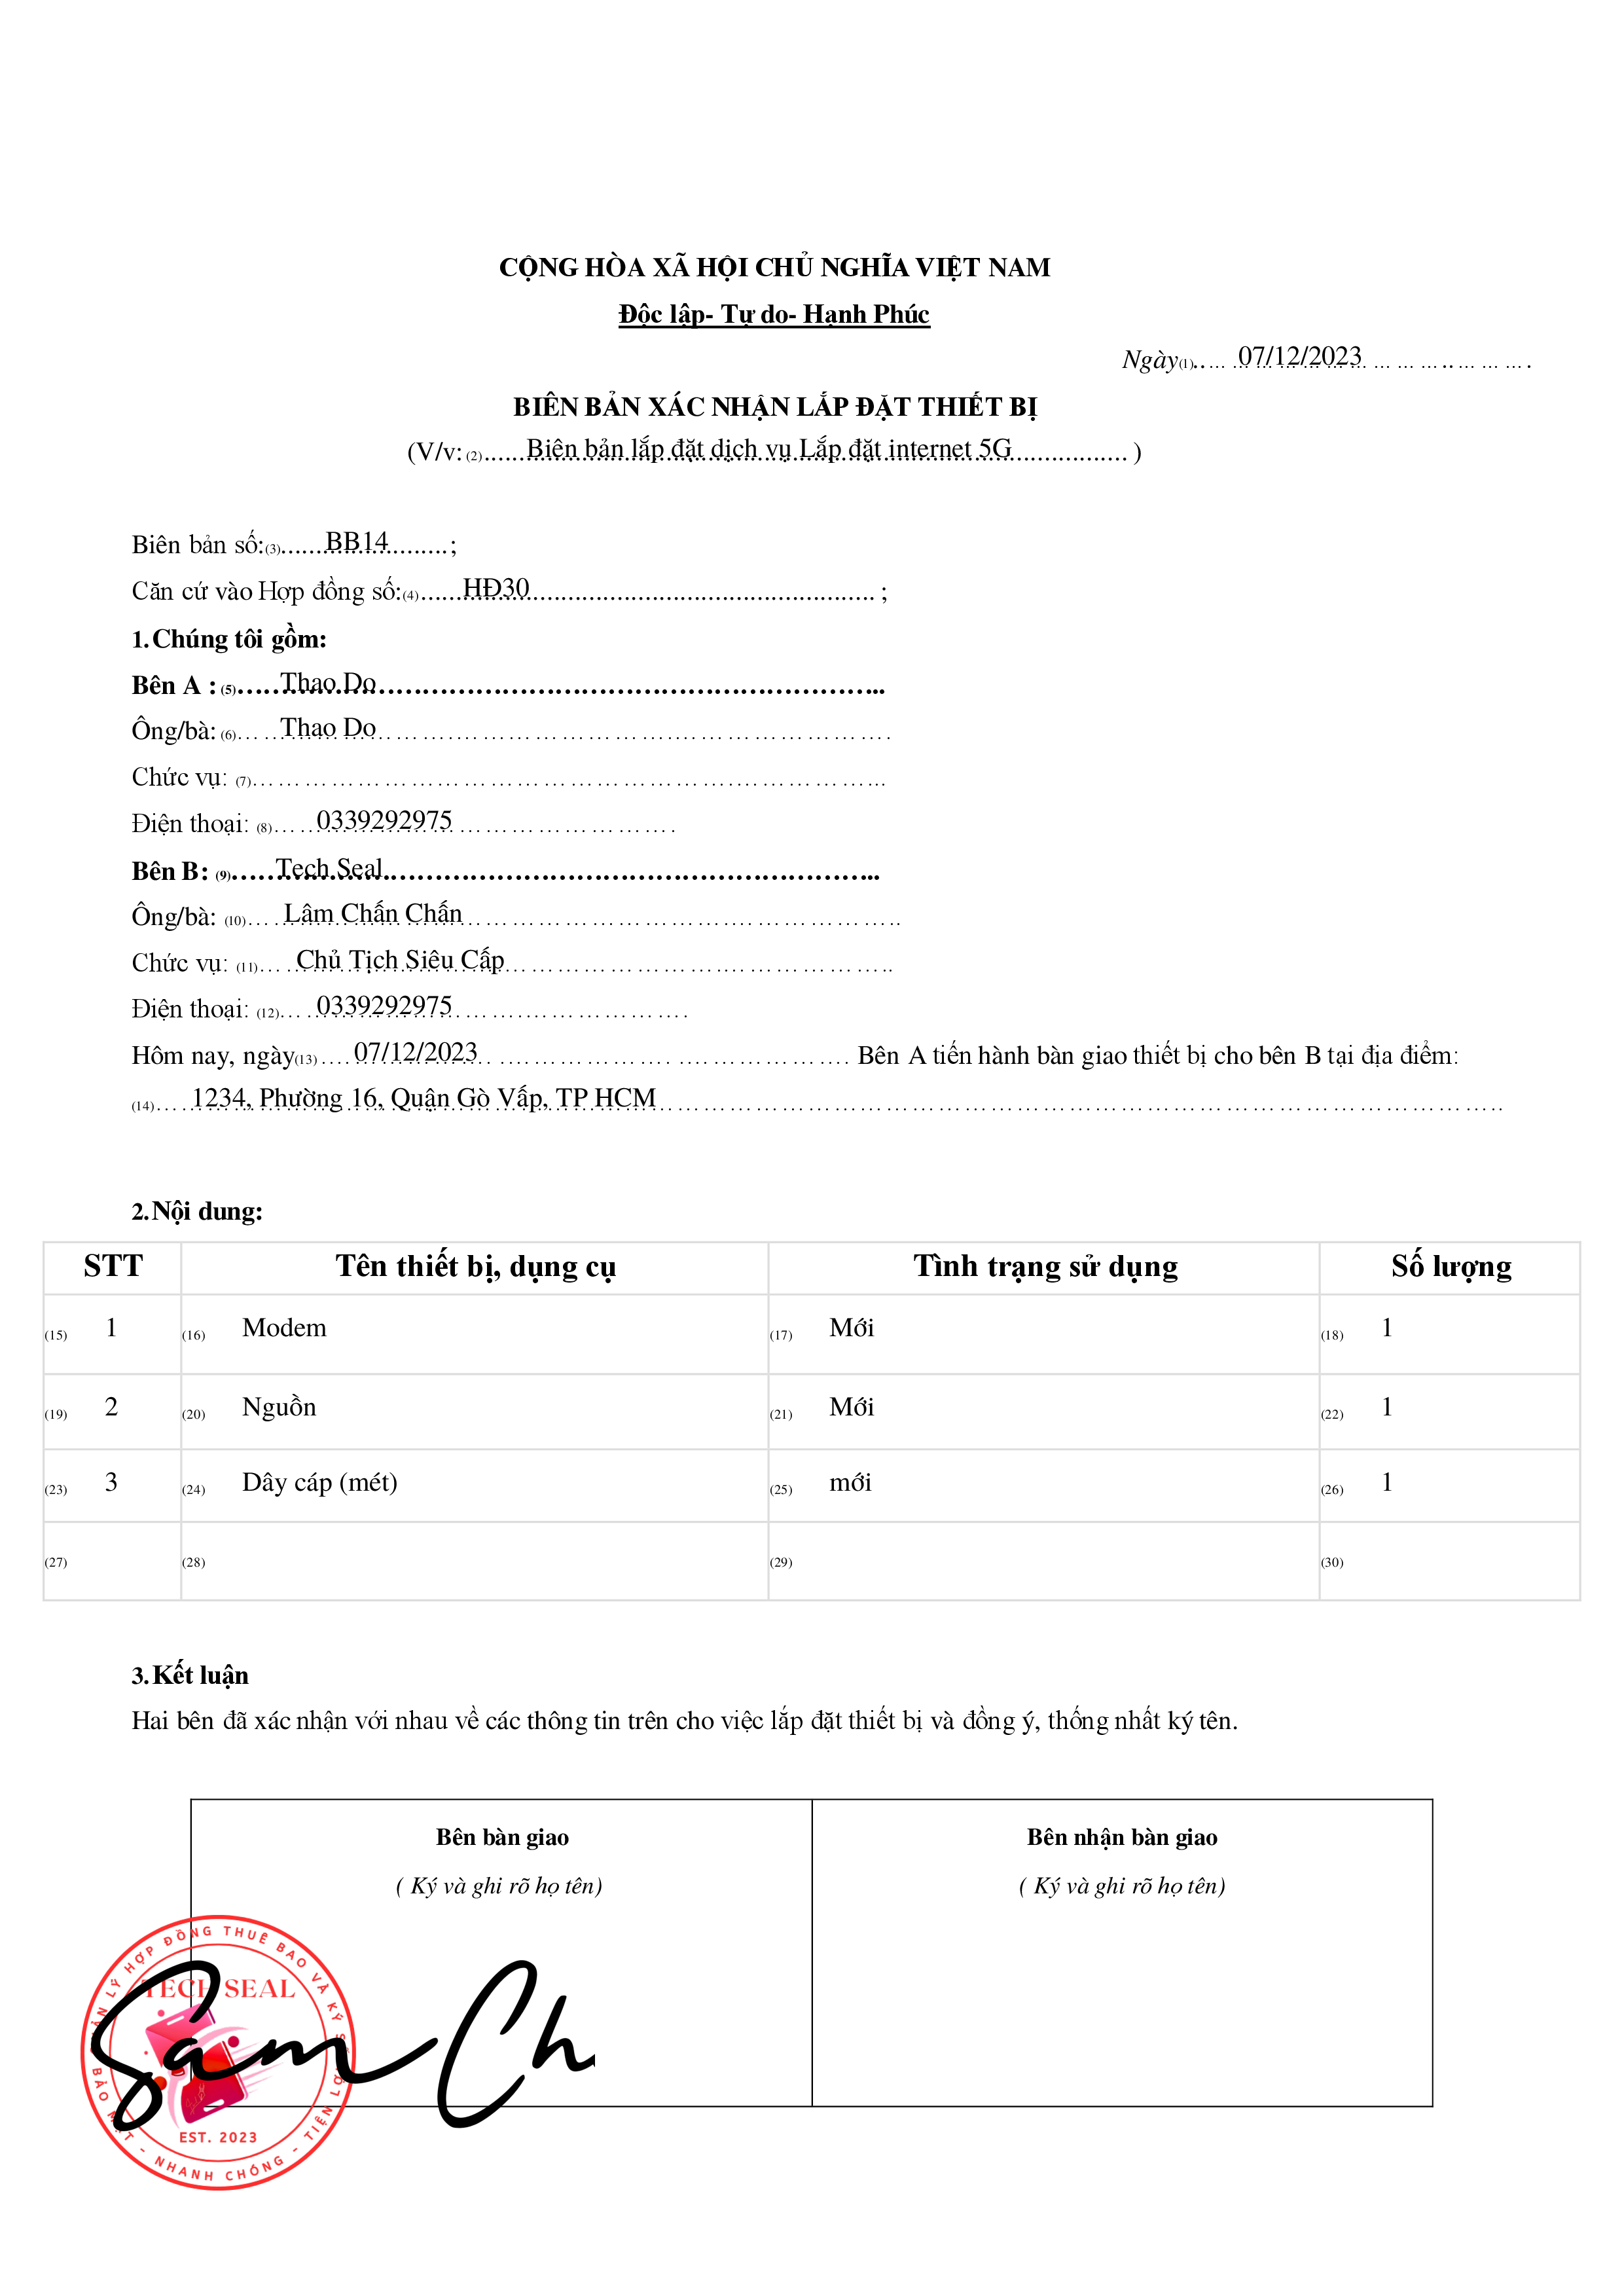 CỘNG HÒA XÃ HỘI CHỦ NGHĨA VIỆT NAM
Độc lập- Tự do- Hạnh Phúc
Ngày(1)........07/12/2023........
BIÊN BẢN XÁC NHẬN LẮP ĐẶT THIẾT BỊ
(V/v: (2)......Biên bản lắp đặt dịch vụ Lắp đặt internet 5G................ )
Biên bản số:(3)......BB14........;
Căn cứ vào Hợp đồng số:(4)......HĐ30........................ ;
1. Chúng tôi gồm:
Bên A : (5)......Thao Do........................
Ông/bà: (6)......Thao Do........................
Chức vụ: (7)................................
Điện thoại: (8)......0339292975................
Bên B: (9)......Tech Seal........................
Ông/bà: (10)......Lâm Chấn Chấn........................
Chức vụ: (11)......Chủ Tịch Siêu Cấp........................
Điện thoại: (12)......0339292975................
Hôm nay, ngày(13)......07/12/2023........................ Bên A tiến hành bàn giao thiết bị cho bên B tại địa điểm:
(14)......1234, Phường 16, Quận Gò Vấp, TP HCM................................
2. Nội dung:
STT Tên thiết bị, dụng cụ Tình trạng sử dụng Số lượng
(15) 1 (16) Modem (17) Mới (18) 1
(19) 2 (20) Nguồn (21) Mới (22) 1
(23) 3 (24) Dây cáp (mét) (25) mới (26) 1
(27) (28) (29) (30)
3. Kết luận
Hai bên đã xác nhận với nhau về các thông tin trên cho việc lắp đặt thiết bị và đồng ý, thống nhất ký tên.
Bên bàn giao
( Ký và ghi rõ họ tên)
Bên nhận bàn giao
( Ký và ghi rõ họ tên)
LÝ HỢP ĐỒNG THUÊ BAO VÀ KÝ
TECH SEAL
EST. 2023
BẢO - NHANH CHÓNG - TIỆN